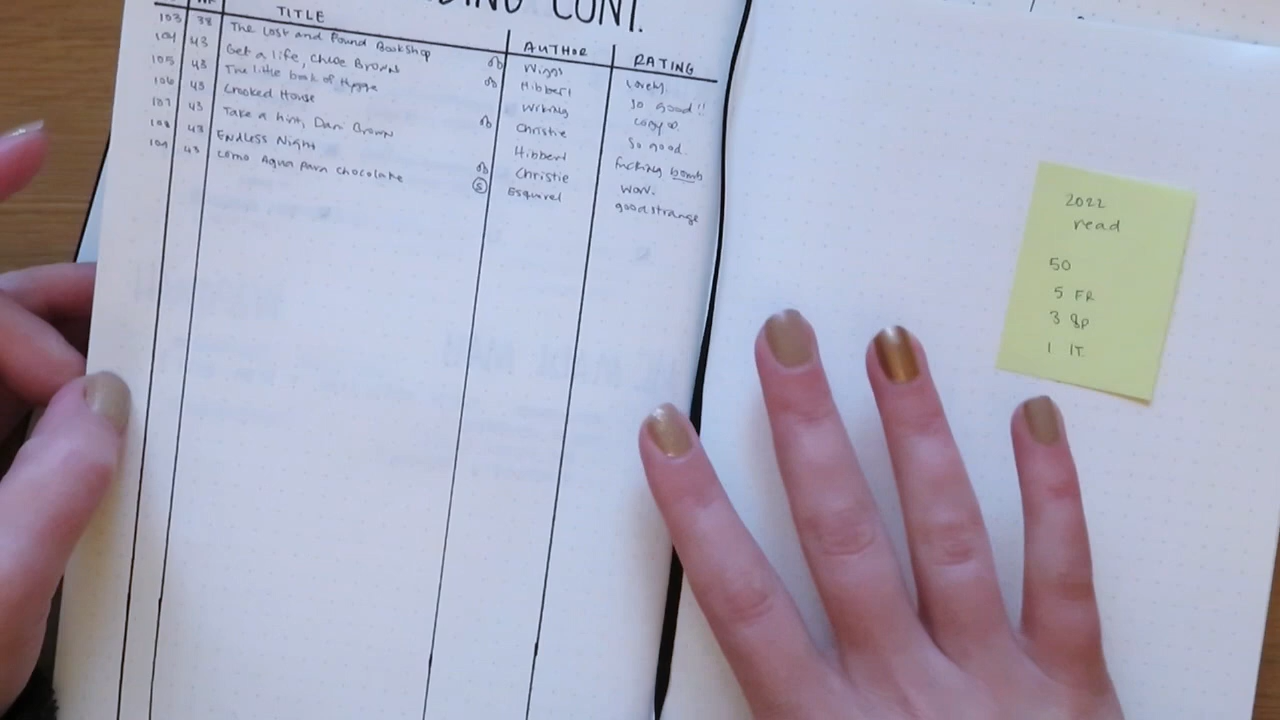 CONT.
TITLE AUTHOR RATING
103 38 The Lost and Found Bookshop Wiggs Lovely.
104 43 Get a life, Chloe Brown Hibbert so good!!
105 43 The little book of Hygge Wiking
106 43 Crooked House Christie so good.
107 43 Take a hint, Dani Brown Hibbert fucking bomb
108 43 Endless Night Christie wow.
109 43 Como Agua para chocolate S Esquivel good strange
2022
read
50
5 FR
3 SP
1 IT